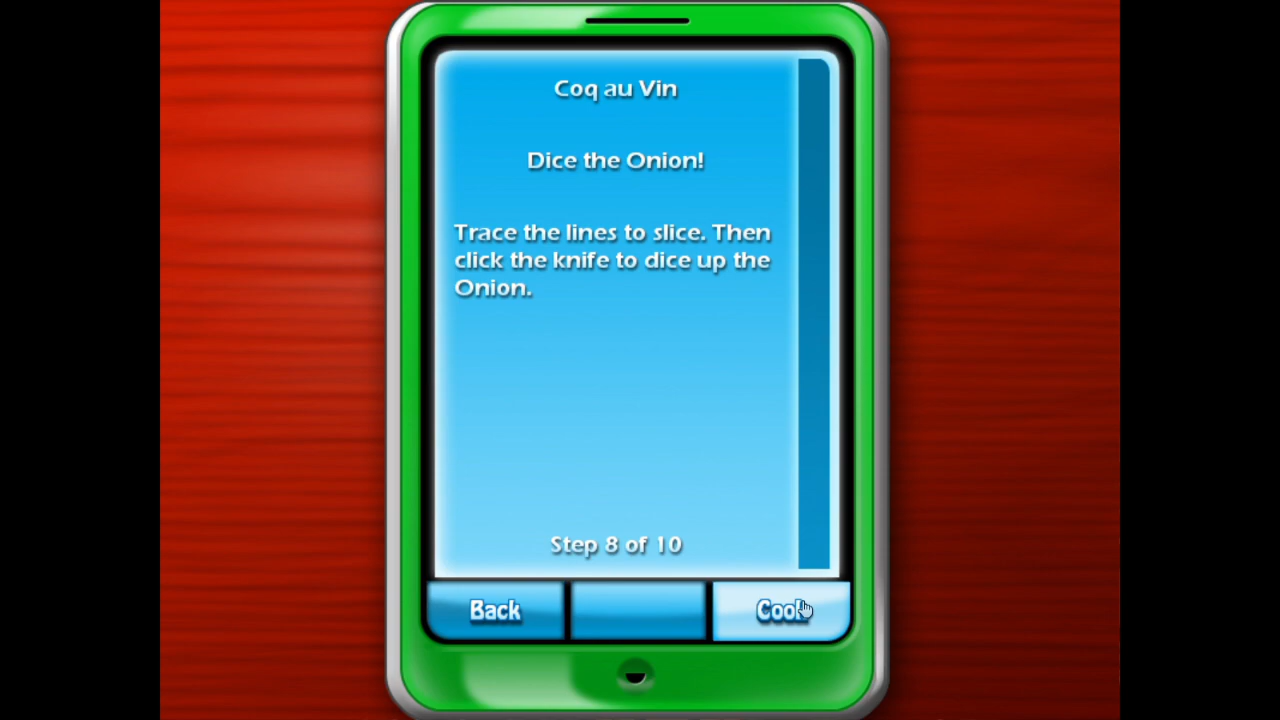 Coq au Vin
Dice the Onion!
Trace the lines to slice. Then
click the knife to dice up the
Onion.
Step 8 of 10
Back
Cook